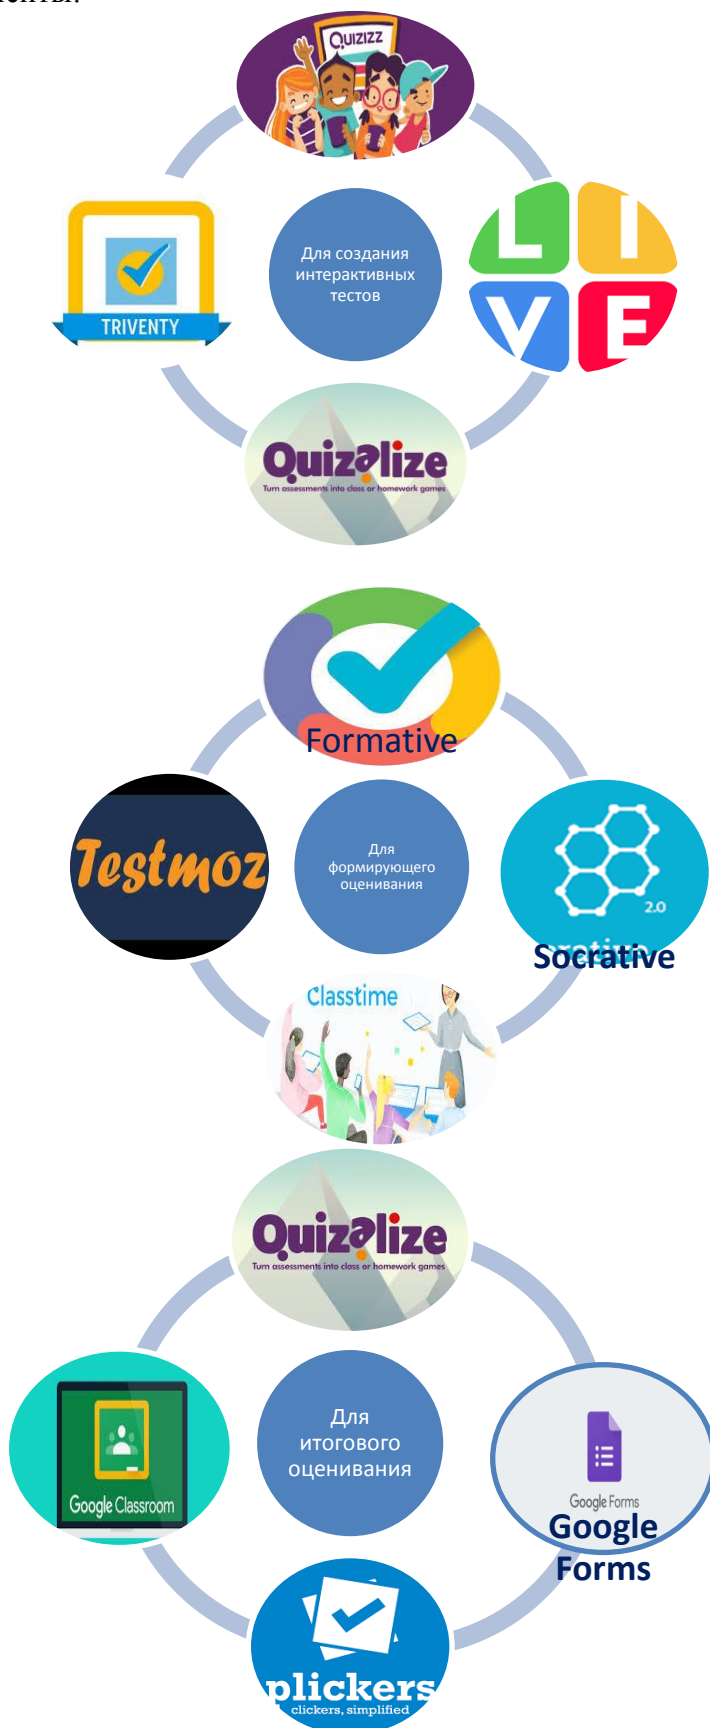 QUIZIZZ
Для создания
интерактивных
тестов
L I
V E
TRIVENTY
Quizalize
Turn assessments into class or homework games
Formative
Testmoz
Для
формирующего
оценивания
2.0
Socrative
Classtime
Quizalize
Turn assessments into class or homework games
Для
итогового
оценивания
Google Classroom
Google Forms
Google
Forms
plickers
clickers, simplified